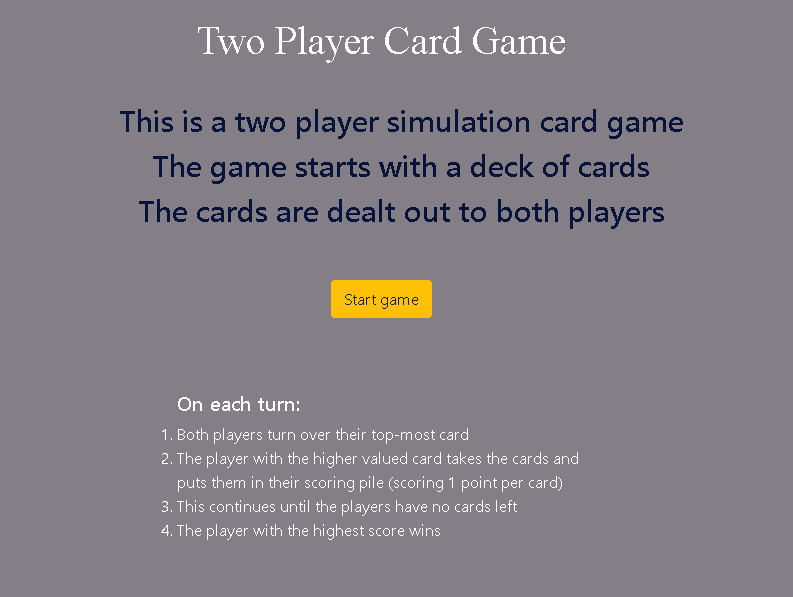 Two Player Card Game
This is a two player simulation card game
The game starts with a deck of cards
The cards are dealt out to both players
Start game
On each turn:
1. Both players turn over their top-most card
2. The player with the higher valued card takes the cards and
puts them in their scoring pile (scoring 1 point per card)
3. This continues until the players have no cards left
4. The player with the highest score wins